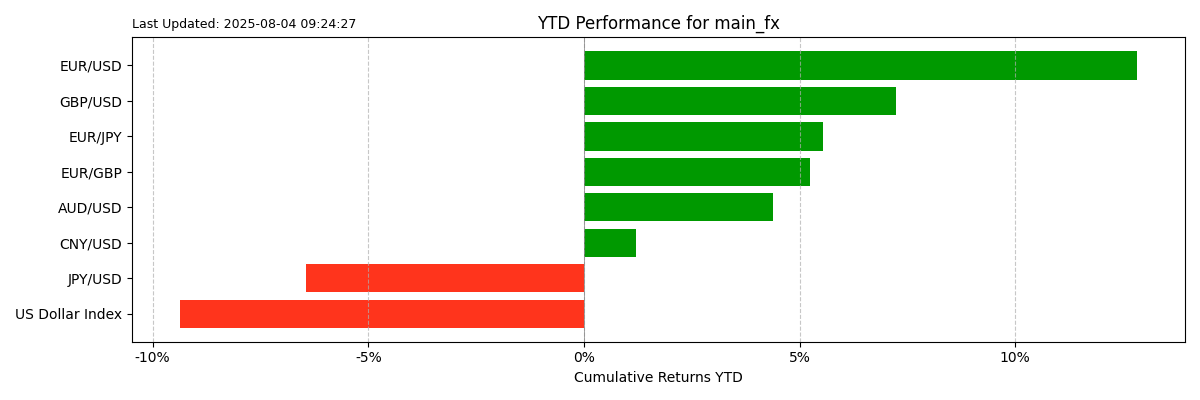 Last Updated: 2025-08-04 09:24:27
YTD Performance for main_fx
EUR/USD
GBP/USD
EUR/JPY
EUR/GBP
AUD/USD
CNY/USD
JPY/USD
US Dollar Index
-10%
-5%
0%
5%
10%
Cumulative Returns YTD